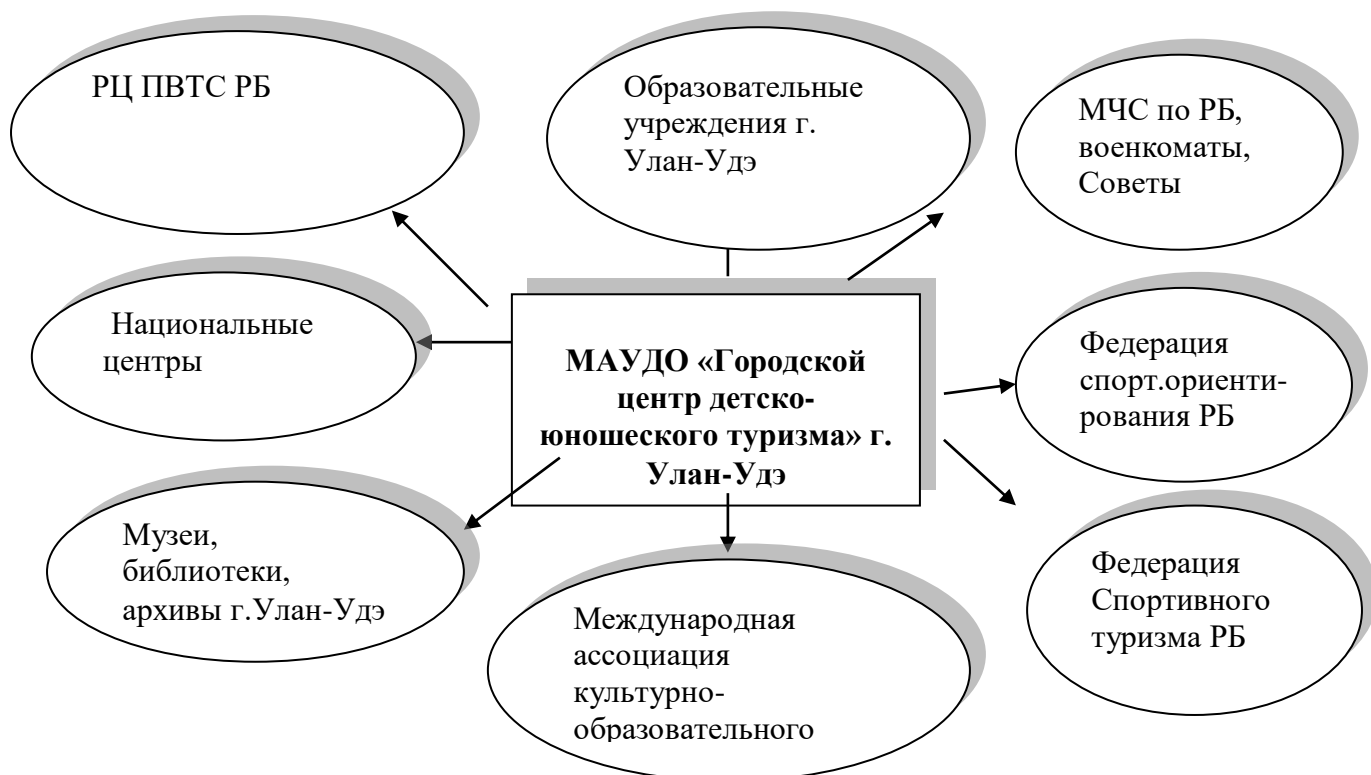 РЦ ПВТС РБ
Образовательные
учреждения г.
Улан-Удэ
МЧС по РБ,
военкоматы,
Советы
Национальные
центры
МАУДО «Городской
центр детско-
юношеского туризма» г.
Улан-Удэ
Федерация
спорт.ориенти-
рования РБ
Музеи,
библиотеки,
архивы г.Улан-Удэ
Международная
ассоциация
культурно-
образовательного
Федерация
Спортивного
туризма РБ